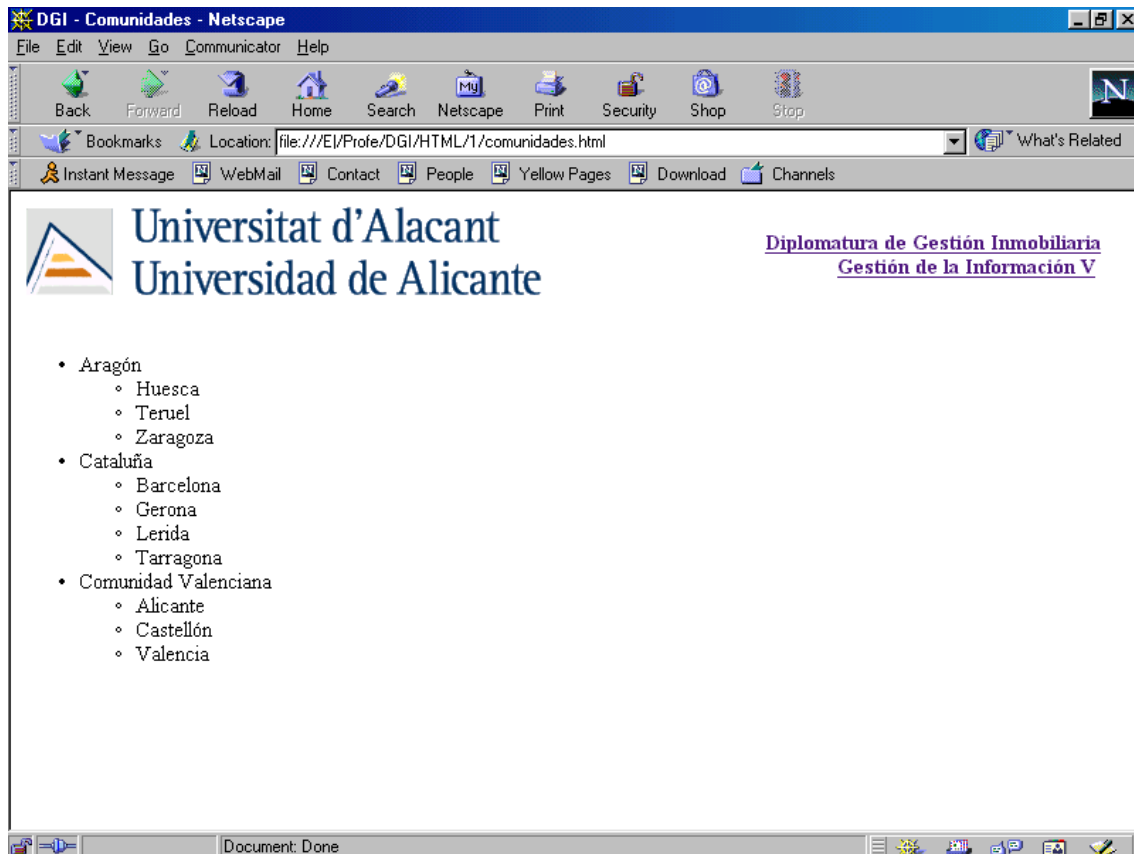 DGI - Comunidades - Netscape
File Edit View Go Communicator Help
My
N
Back Forward Reload Home Search Netscape Print Security Shop Stop
Bookmarks Location: file:///E|/Profe/DGI/HTML/1/comunidades.html What's Related
Instant Message WebMail Contact People Yellow Pages Download Channels
Universitat d'Alacant
Universidad de Alicante
Diplomatura de Gestión Inmobiliaria
Gestión de la Información V
• Aragón
◦ Huesca
◦ Teruel
◦ Zaragoza
• Cataluña
◦ Barcelona
◦ Gerona
◦ Lerida
◦ Tarragona
• Comunidad Valenciana
◦ Alicante
◦ Castellón
◦ Valencia
Document: Done